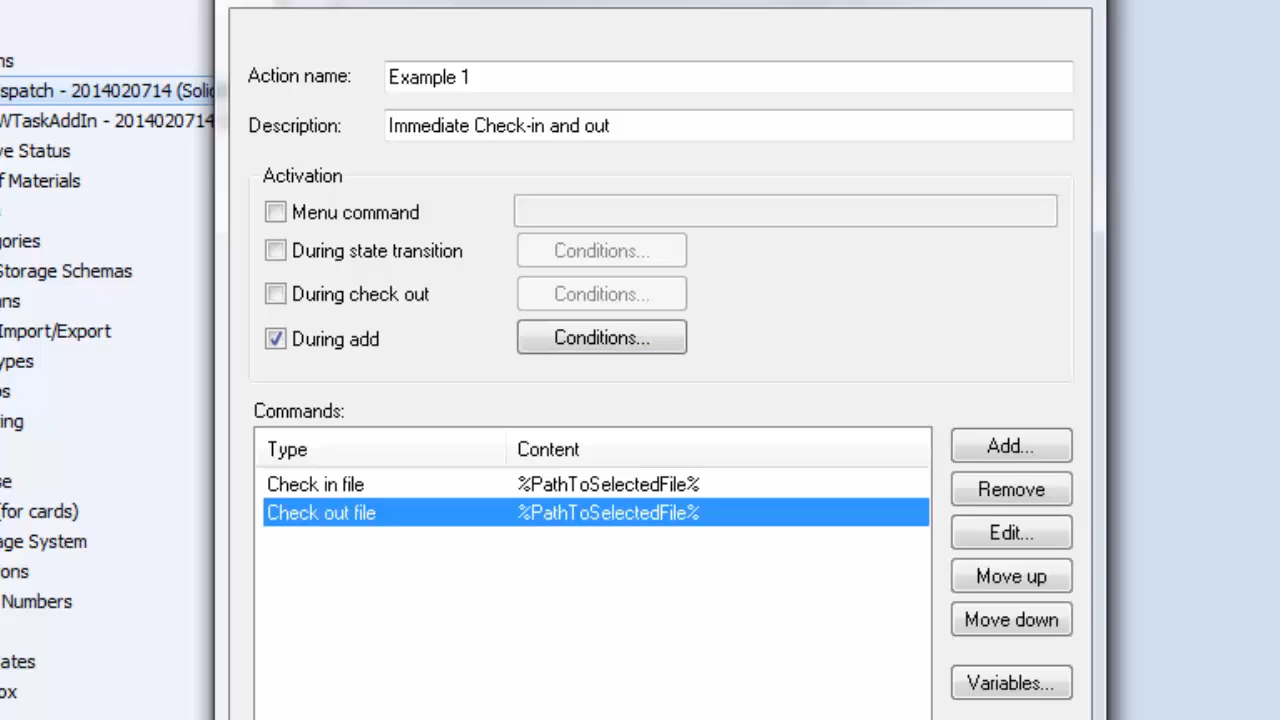 ns
spatch - 2014020714 (Solid
WTaskAddIn - 2014020714
ve Status
f Materials
s
gories
Storage Schemas
ns
Import/Export
ypes
s
ing
se
(for cards)
age System
ons
Numbers
ates
ox
Action name: Example 1
Description: Immediate Check-in and out
Activation
Menu command
During state transition Conditions...
During check out Conditions...
During add Conditions...
Commands:
Type Content
Check in file %PathToSelectedFile%
Check out file %PathToSelectedFile%
Add...
Remove
Edit...
Move up
Move down
Variables...